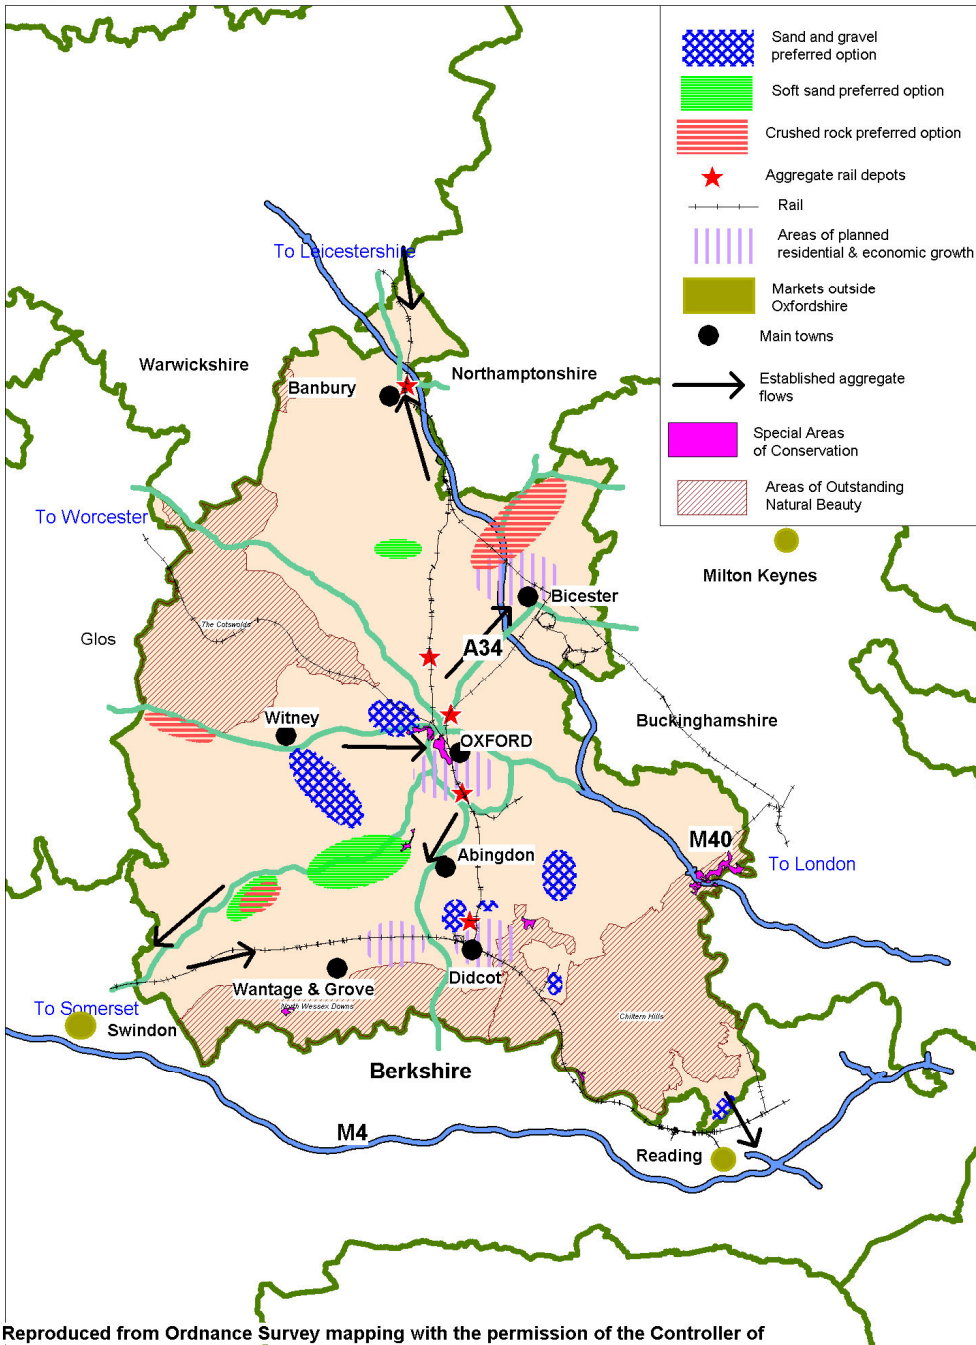 Sand and gravel
preferred option
Soft sand preferred option
Crushed rock preferred option
Aggregate rail depots
Rail
Areas of planned
residential & economic growth
Markets outside
Oxfordshire
Main towns
Established aggregate
flows
Special Areas
of Conservation
Areas of Outstanding
Natural Beauty
To Leicestershire
Warwickshire
Northamptonshire
Banbury
To Worcester
Milton Keynes
Bicester
The Cotswolds
Glos
A34
Witney
Buckinghamshire
OXFORD
M40
Abingdon
To London
Didcot
Wantage & Grove
To Somerset
North Wessex Downs
Chiltern Hills
Swindon
Berkshire
M4
Reading
Reproduced from Ordnance Survey mapping with the permission of the Controller of